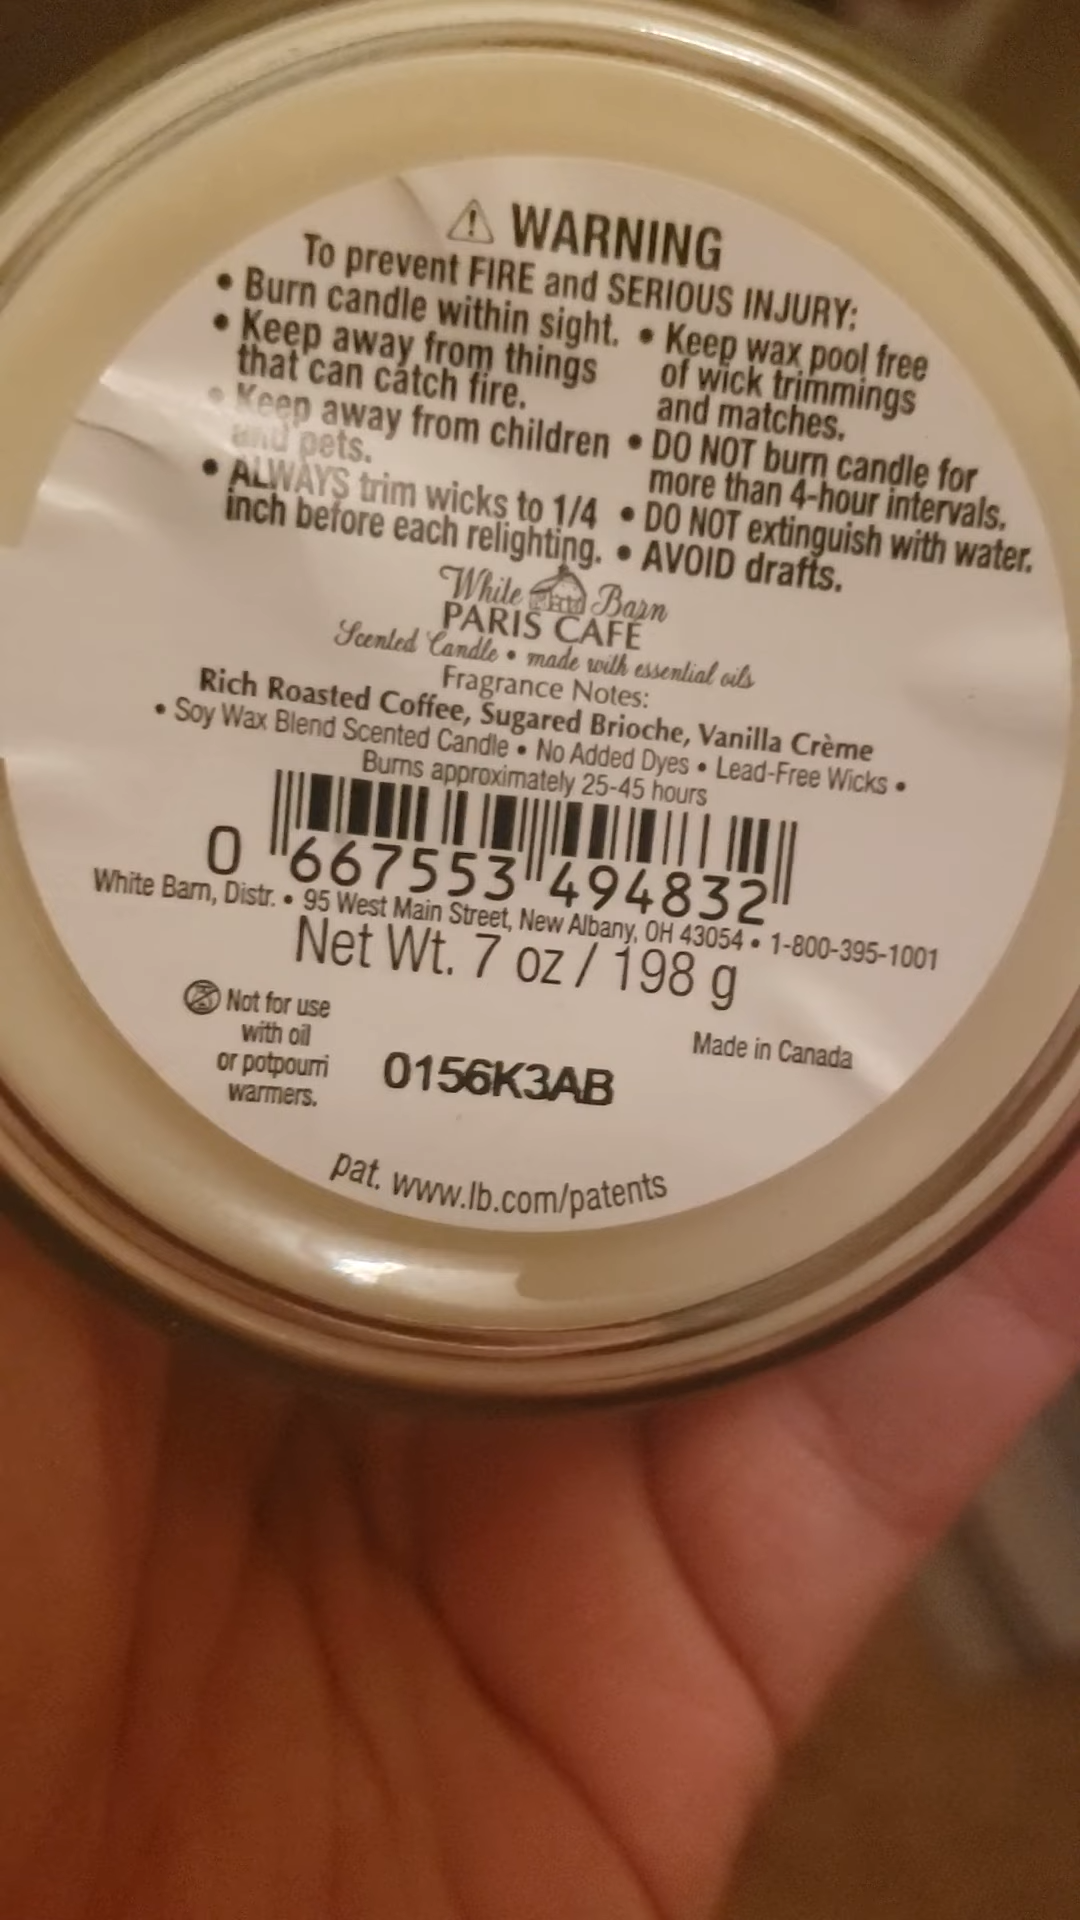 WARNING
To prevent FIRE and SERIOUS INJURY:
• Burn candle within sight.
• Keep away from things
that can catch fire.
• Keep away from children
and pets.
• ALWAYS trim wicks to 1/4
inch before each relighting.
• Keep wax pool free
of wick trimmings
and matches.
• DO NOT burn candle for
more than 4-hour intervals.
• DO NOT extinguish with water.
• AVOID drafts.
White Barn
PARIS CAFÉ
Scented Candle • made with essential oils
Fragrance Notes:
Rich Roasted Coffee, Sugared Brioche, Vanilla Crème
• Soy Wax Blend Scented Candle • No Added Dyes • Lead-Free Wicks •
Burns approximately 25-45 hours
0 667553 494832
White Barn, Distr. • 95 West Main Street, New Albany, OH 43054 • 1-800-395-1001
Net Wt. 7 oz / 198 g
Not for use
with oil
or potpourri
warmers.
0156K3AB
Made in Canada
pat. www.lb.com/patents